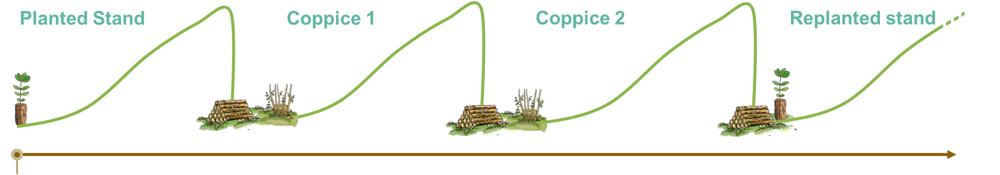 Planted Stand
Coppice 1
Coppice 2
Replanted stand